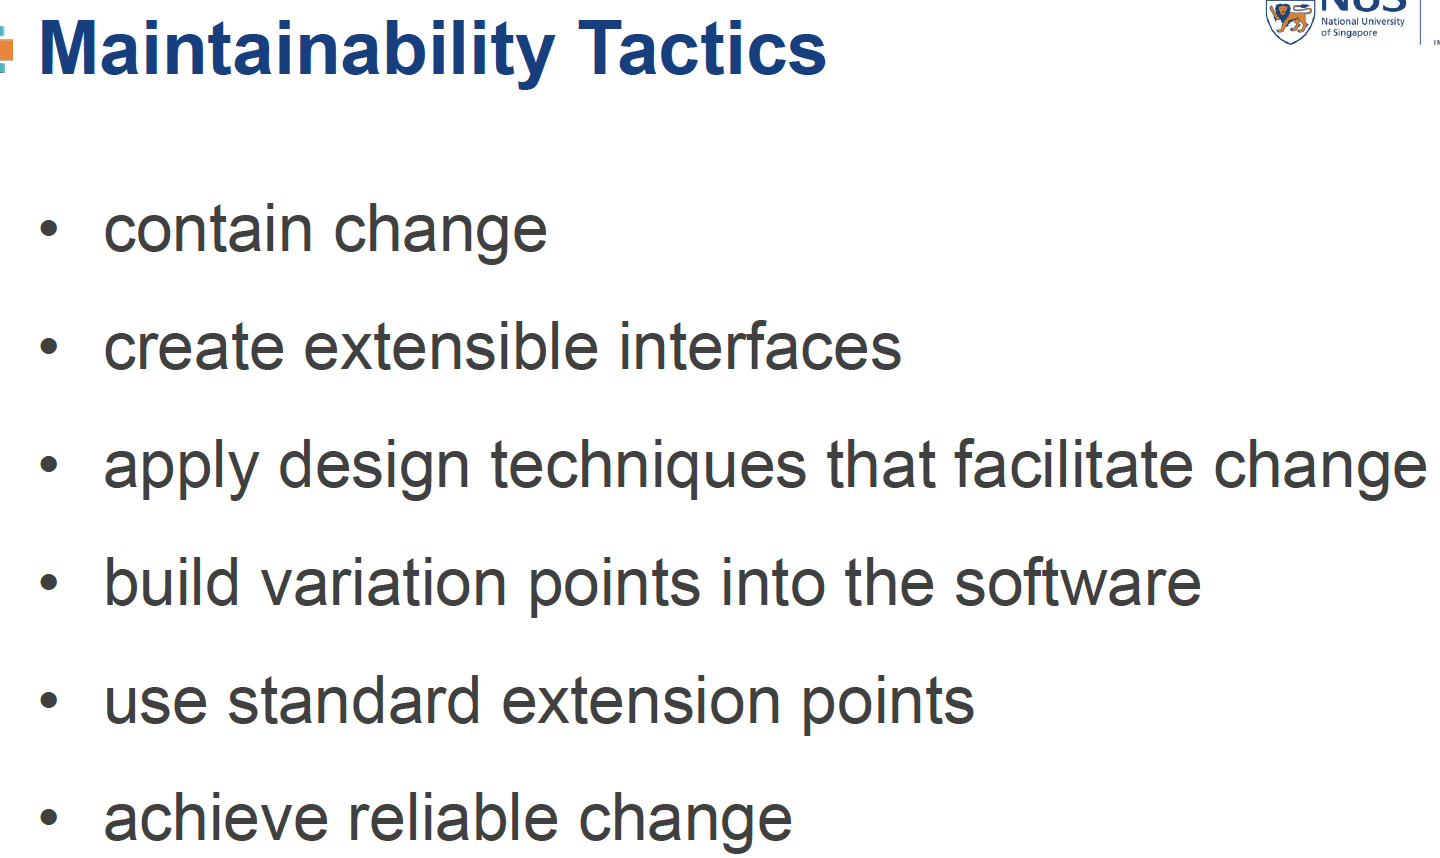 Maintainability Tactics
NUS
National University
of Singapore
• contain change
• create extensible interfaces
• apply design techniques that facilitate change
• build variation points into the software
• use standard extension points
• achieve reliable change